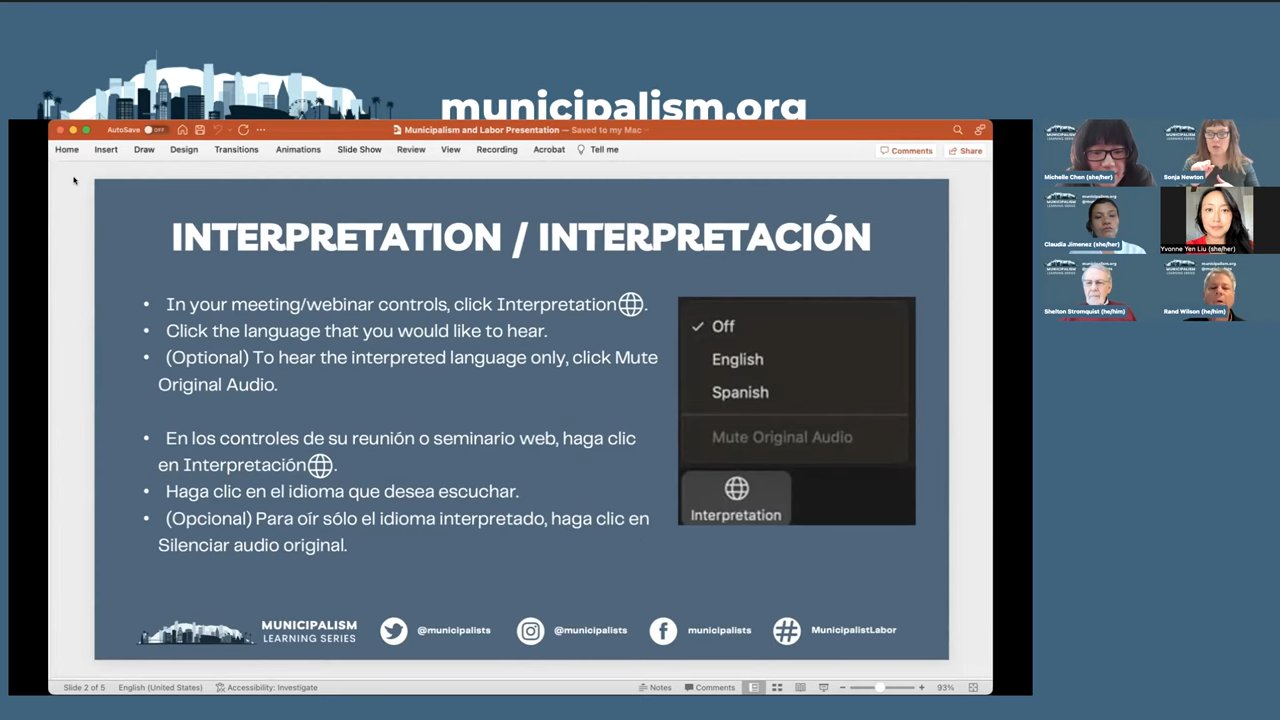 municipalism.org
AutoSave OFF
Municipalism and Labor Presentation — Saved to my Mac
Home Insert Draw Design Transitions Animations Slide Show Review View Recording Acrobat Tell me
Comments Share
INTERPRETATION / INTERPRETACIÓN
• In your meeting/webinar controls, click Interpretation.
• Click the language that you would like to hear.
• (Optional) To hear the interpreted language only, click Mute
Original Audio.
• En los controles de su reunión o seminario web, haga clic
en Interpretación.
• Haga clic en el idioma que desea escuchar.
• (Opcional) Para oír sólo el idioma interpretado, haga clic en
Silenciar audio original.
Off
English
Spanish
Mute Original Audio
Interpretation
MUNICIPALISM
LEARNING SERIES
@municipalists
@municipalists
municipalists
MunicipalistLabor
Slide 2 of 5 English (United States) Accessibility: Investigate
Notes Comments 93%
Michelle Chen (she/her)
Sonja Newton
Claudia Jimenez (she/her)
Yvonne Yen Liu (she/her)
Shelton Stromquist (he/him)
Rand Wilson (he/him)